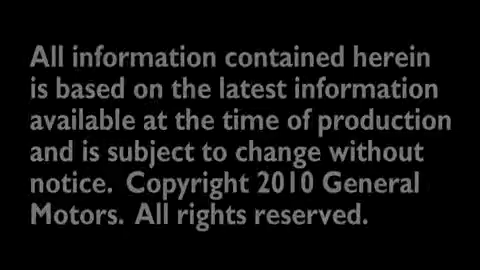 All information contained herein
is based on the latest information
available at the time of production
and is subject to change without
notice.  Copyright 2010 General
Motors.  All rights reserved.